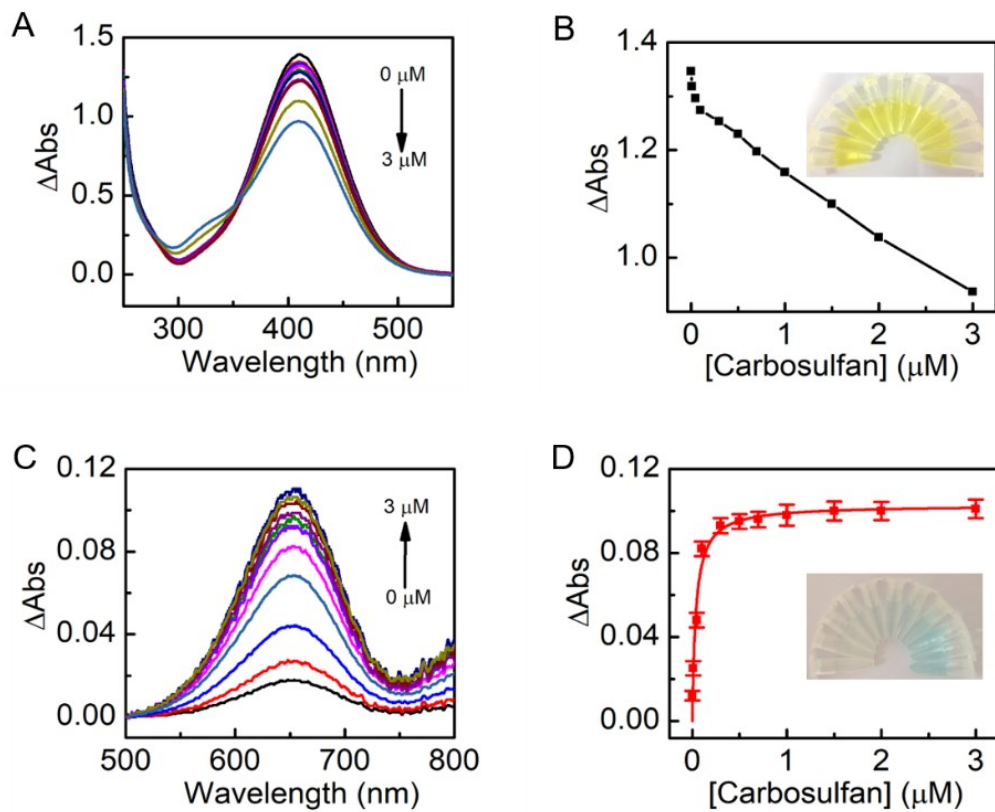 A
ΔAbs
1.5
1.0
0.5
0.0
0 μM
3 μM
300
400
500
Wavelength (nm)
B
ΔAbs
1.4
1.2
1.0
0
1
2
3
[Carbosulfan] (μM)
C
ΔAbs
0.12
0.08
0.04
0.00
3 μM
0 μM
500
600
700
800
Wavelength (nm)
D
ΔAbs
0.12
0.08
0.04
0.00
0
1
2
3
[Carbosulfan] (μM)